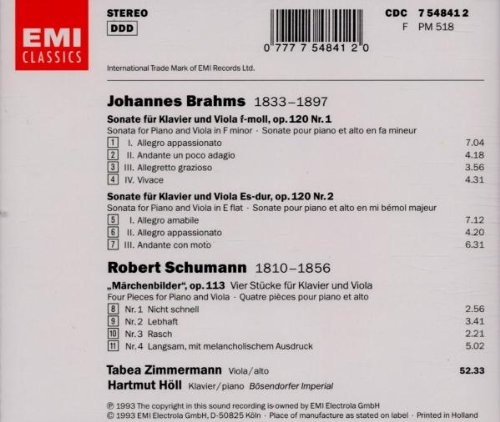 EMI
CLASSICS
STEREO
DDD
0 7777 54841 2 0
CDC 7 54841 2
F PM 518
International Trade Mark of EMI Records Ltd.
Johannes Brahms 1833–1897
Sonate für Klavier und Viola f-moll, op. 120 Nr. 1
Sonata for Piano and Viola in F minor · Sonate pour piano et alto en fa mineur
1 I. Allegro appassionato 7.04
2 II. Andante un poco adagio 4.18
3 III. Allegretto grazioso 3.56
4 IV. Vivace 4.31
Sonate für Klavier und Viola Es-dur, op. 120 Nr. 2
Sonata for Piano and Viola in E flat · Sonate pour piano et alto en mi bémol majeur
5 I. Allegro amabile 7.12
6 II. Allegro appassionato 4.20
7 III. Andante con moto 6.31
Robert Schumann 1810–1856
„Märchenbilder", op. 113 Vier Stücke für Klavier und Viola
Four Pieces for Piano and Viola · Quatre pièces pour piano et alto
8 Nr. 1 Nicht schnell 2.56
9 Nr. 2 Lebhaft 3.41
10 Nr. 3 Rasch 2.21
11 Nr. 4 Langsam, mit melancholischem Ausdruck 5.02
Tabea Zimmermann Viola/alto 52.33
Hartmut Höll Klavier/piano Bösendorfer Imperial
℗ 1993 The copyright in this sound recording is owned by EMI Electrola GmbH
© 1993 EMI Electrola GmbH, D-50825 Köln · Place of manufacture as stated on label · Printed in Holland